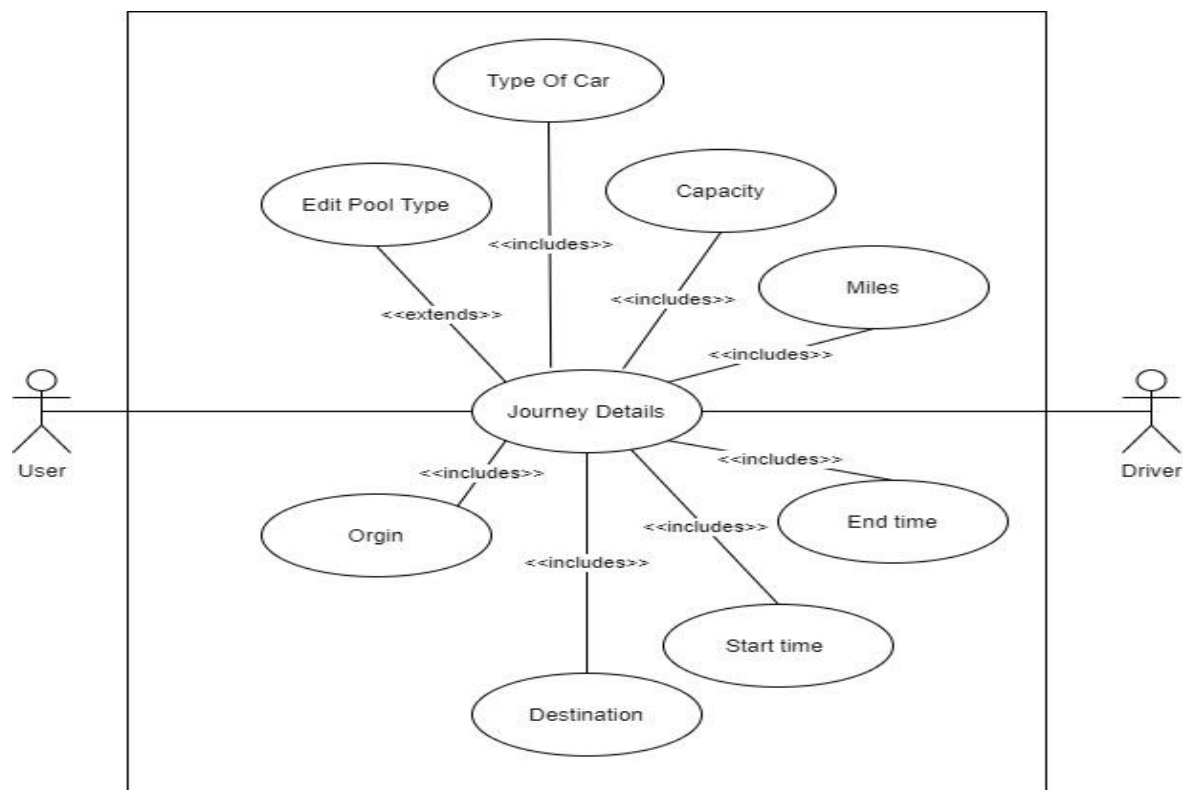 Type Of Car
Capacity
Edit Pool Type
<<includes>>
Miles
<<includes>>
<<extends>>
<<includes>>
Journey Details
User
Driver
<<includes>>
<<includes>>
End time
Orgin
<<includes>>
<<includes>>
Start time
Destination